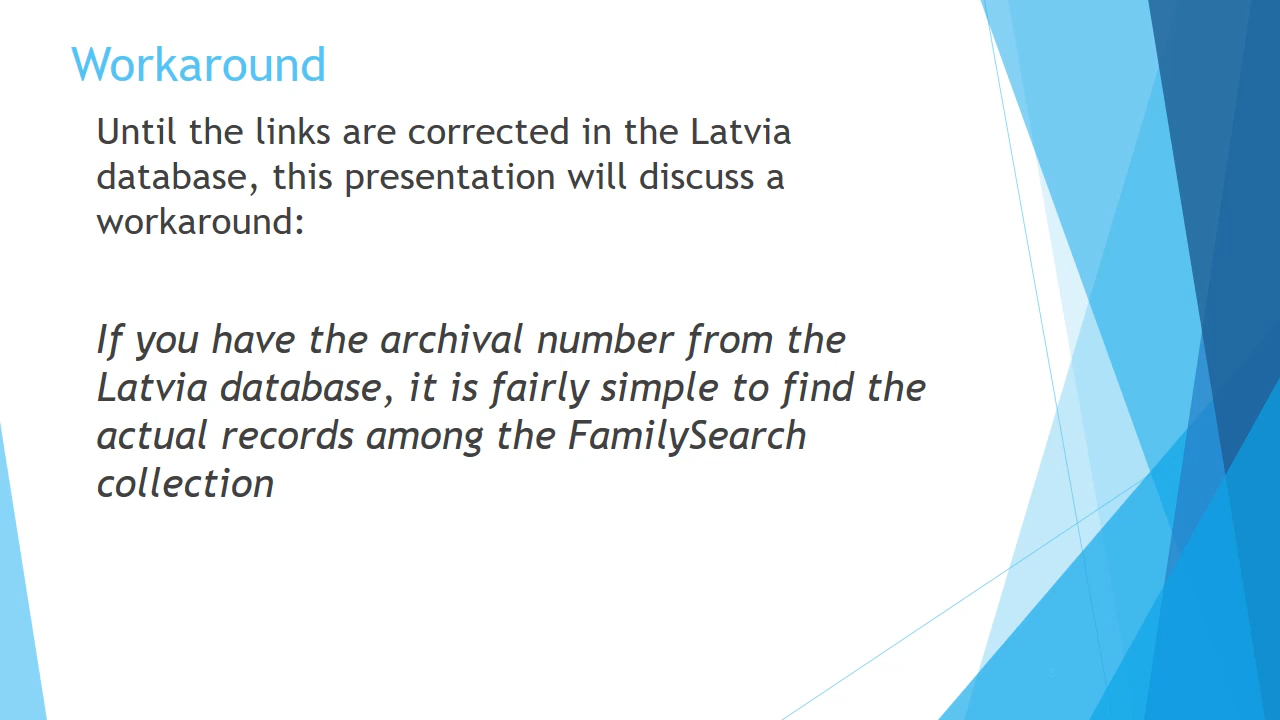 Workaround
Until the links are corrected in the Latvia
database, this presentation will discuss a
workaround:
If you have the archival number from the
Latvia database, it is fairly simple to find the
actual records among the FamilySearch
collection